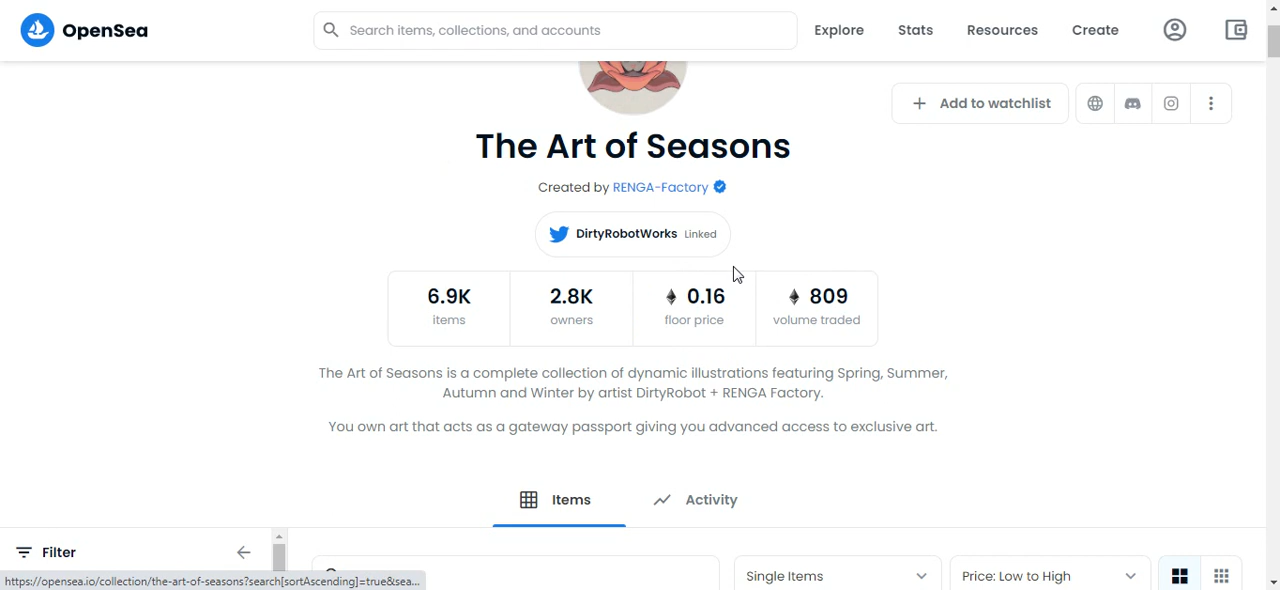 OpenSea
Search items, collections, and accounts
Explore
Stats
Resources
Create
Add to watchlist
The Art of Seasons
Created by RENGA-Factory
DirtyRobotWorks Linked
6.9K
items
2.8K
owners
0.16
floor price
809
volume traded
The Art of Seasons is a complete collection of dynamic illustrations featuring Spring, Summer,
Autumn and Winter by artist DirtyRobot + RENGA Factory.
You own art that acts as a gateway passport giving you advanced access to exclusive art.
Items
Activity
Filter
Single Items
Price: Low to High
https://opensea.io/collection/the-art-of-seasons?search[sortAscending]=true&sea...